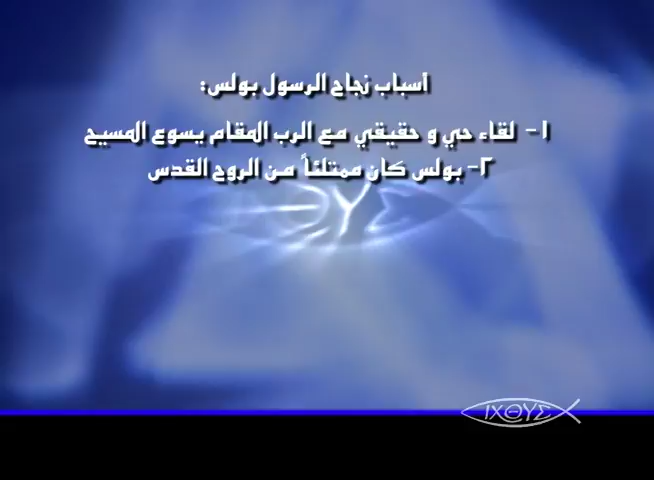 أسباب نجاح الرسول بولس:
١- لقاء حي و حقيقي مع الرب المقام يسوع المسيح
٢- بولس كان ممتلئاً من الروح القدس
ΙΧΘΥΣ